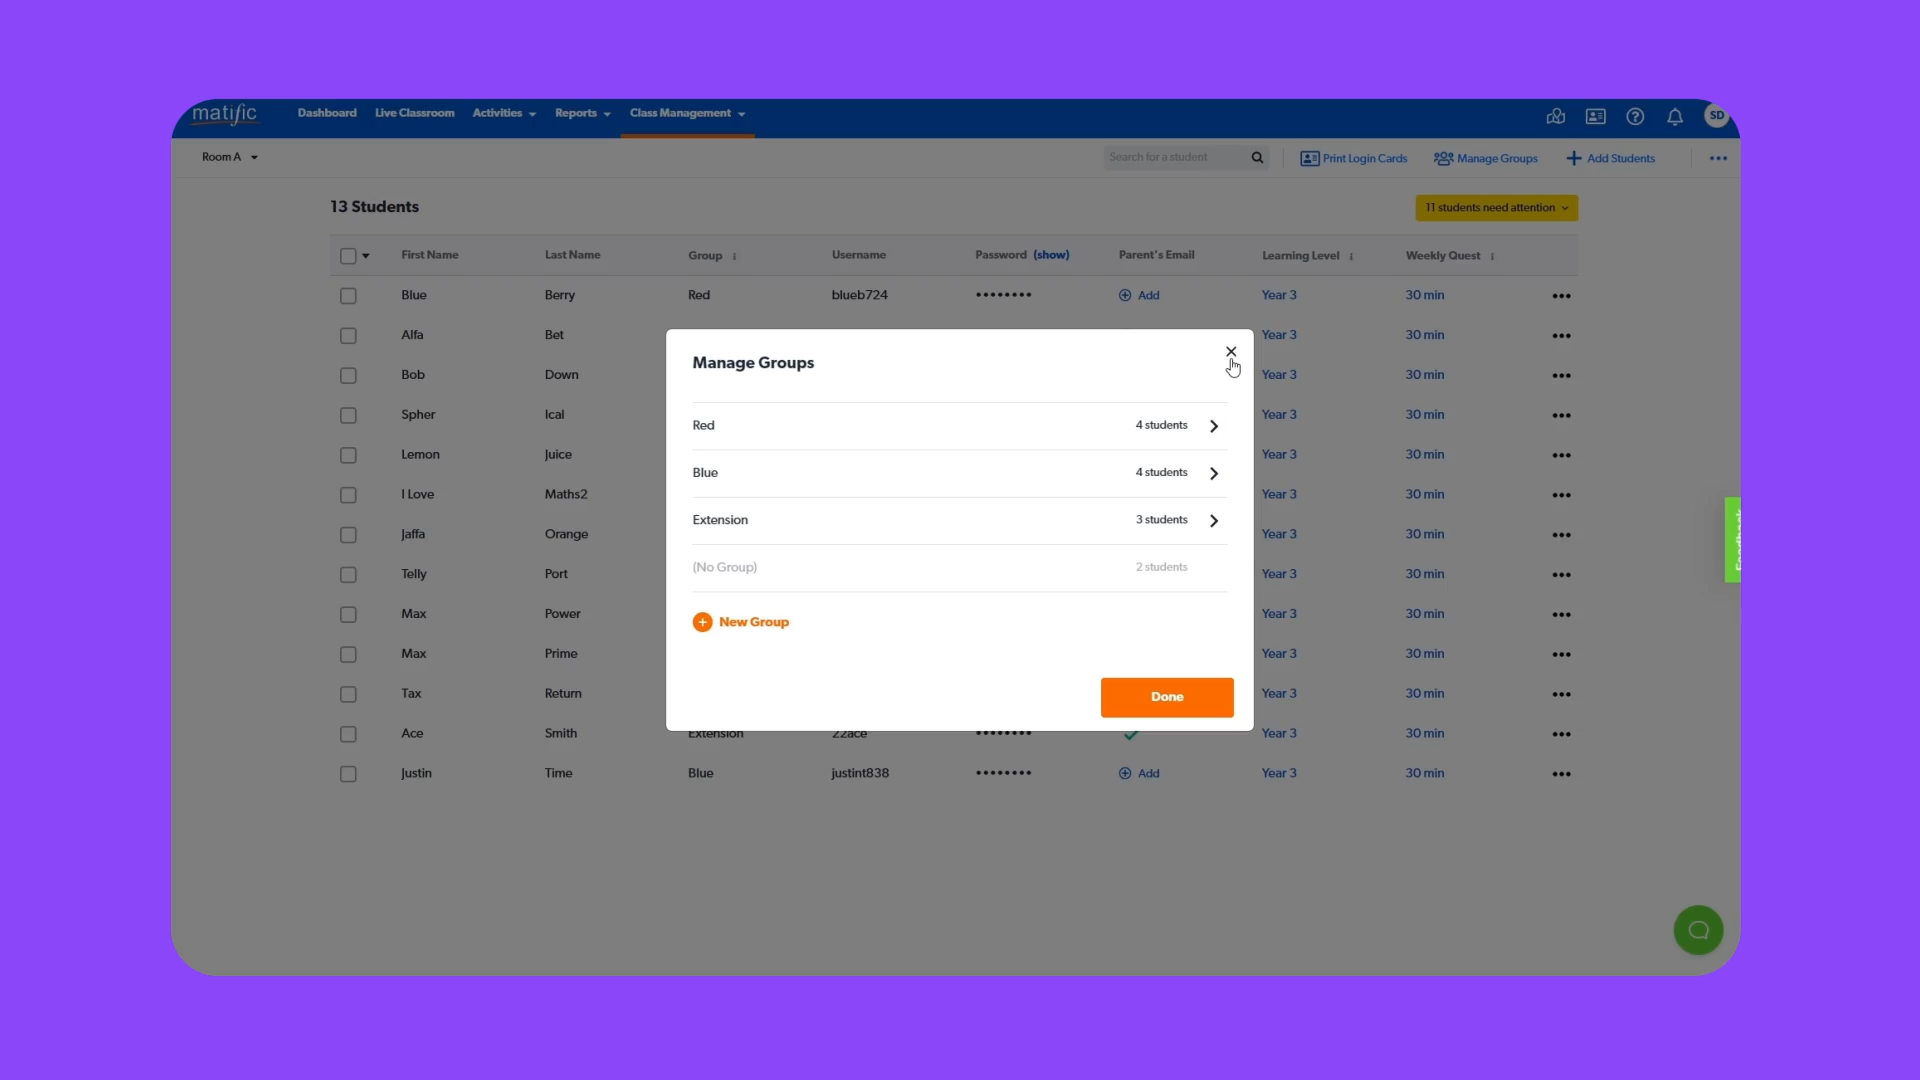 matific Dashboard Live Classroom Activities Reports Class Management SD
Room A Search for a student Print Login Cards Manage Groups Add Students
13 Students 11 students need attention
First Name Last Name Group Username Password (show) Parent's Email Learning Level Weekly Quest
Blue Berry Red blueb724 •••••••• Add Year 3 30 min
Alfa Bet Year 3 30 min
Bob Down Year 3 30 min
Spher Ical Year 3 30 min
Lemon Juice Year 3 30 min
I Love Maths2 Year 3 30 min
Jaffa Orange Year 3 30 min
Telly Port Year 3 30 min
Max Power Year 3 30 min
Max Prime Year 3 30 min
Tax Return Year 3 30 min
Ace Smith Extension 22ace •••••••• Year 3 30 min
Justin Time Blue justint838 •••••••• Add Year 3 30 min
Manage Groups
Red 4 students
Blue 4 students
Extension 3 students
(No Group) 2 students
New Group
Done
Feedback